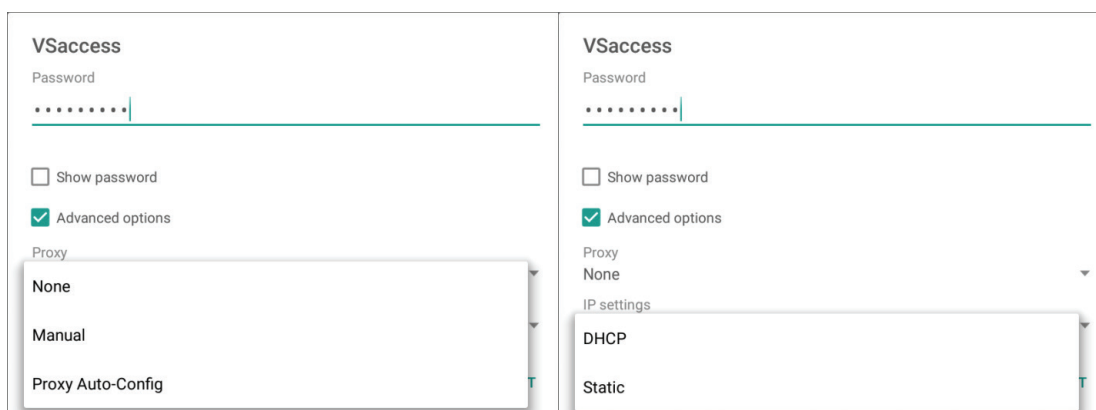 VSaccess
Password
•••••••••
Show password
Advanced options
Proxy
None
Manual
Proxy Auto-Config
T
VSaccess
Password
•••••••••
Show password
Advanced options
Proxy
None
IP settings
DHCP
Static
T